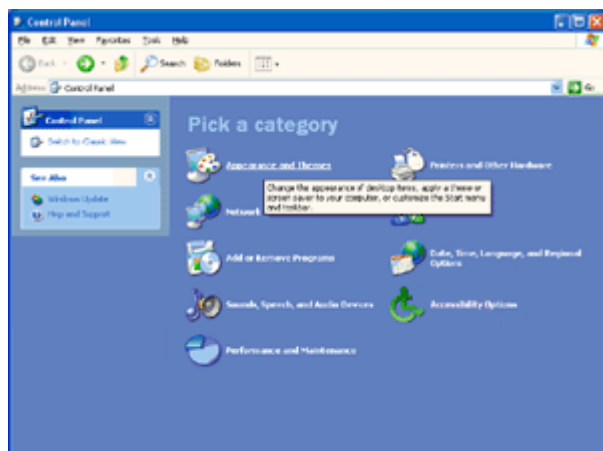 Control Panel
File Edit View Favorites Tools Help
Back Search Folders
Address Control Panel Go
Control Panel
Switch to Classic View
See Also
Windows Update
Help and Support
Pick a category
Appearance and Themes
Printers and Other Hardware
Change the appearance of desktop items, apply a theme or
screen saver to your computer, or customize the Start menu
and taskbar.
Network
Add or Remove Programs
Date, Time, Language, and Regional
Options
Sounds, Speech, and Audio Devices
Accessibility Options
Performance and Maintenance